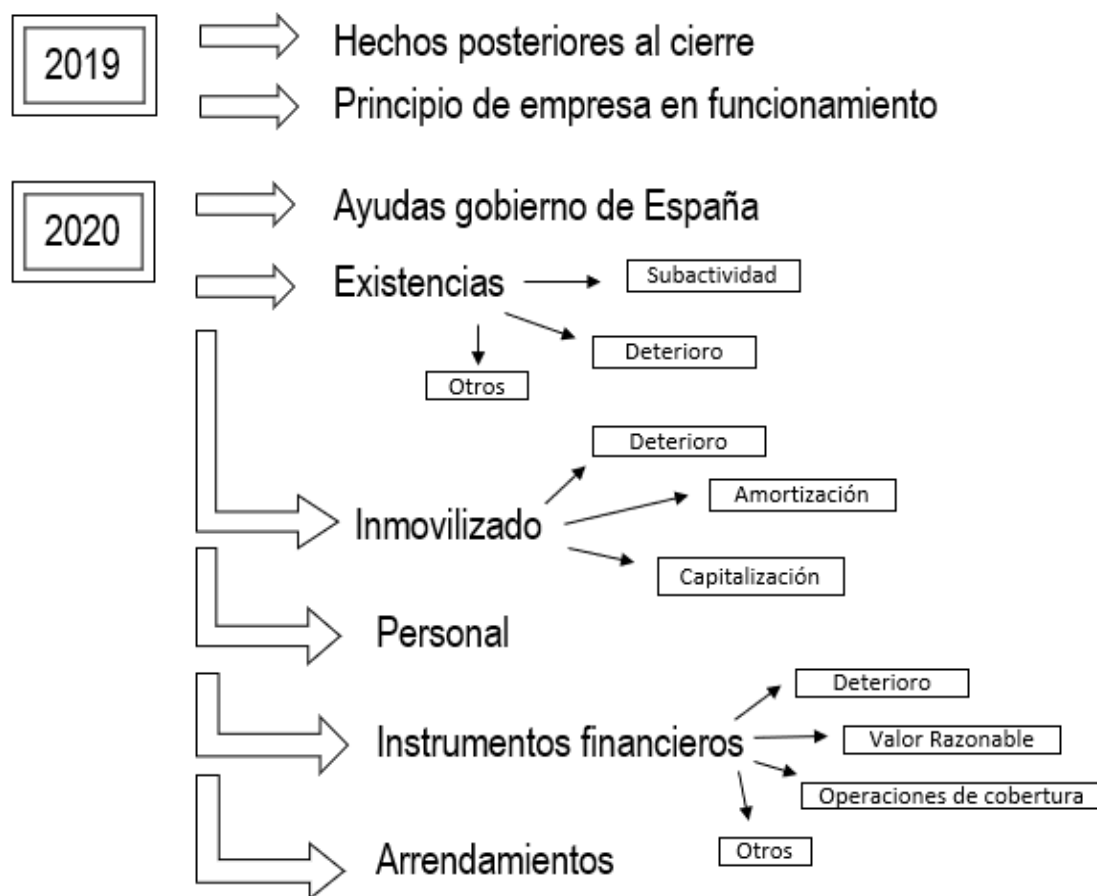 2019
Hechos posteriores al cierre
Principio de empresa en funcionamiento
2020
Ayudas gobierno de España
Existencias
Subactividad
Deterioro
Otros
Inmovilizado
Deterioro
Amortización
Capitalización
Personal
Instrumentos financieros
Deterioro
Valor Razonable
Operaciones de cobertura
Otros
Arrendamientos